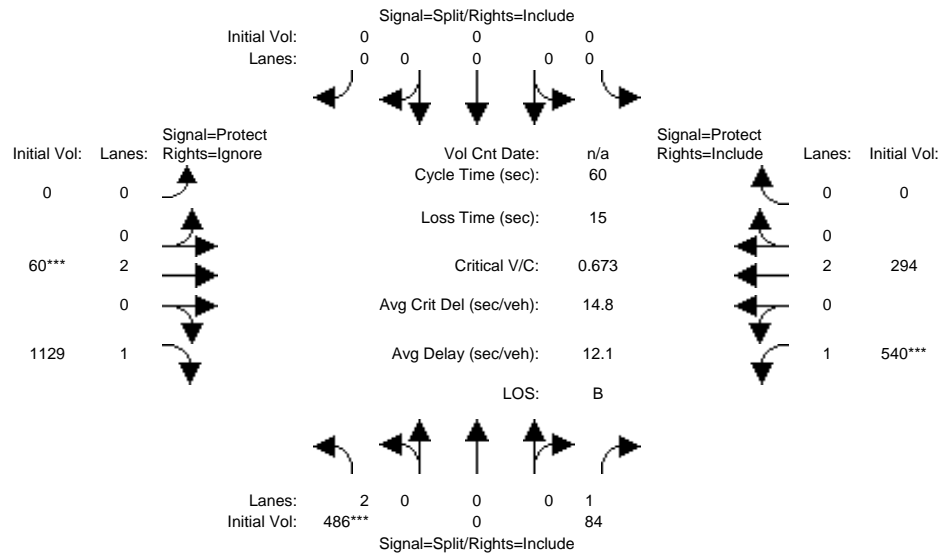 Signal=Split/Rights=Include
Initial Vol: 0 0 0
Lanes: 0 0 0 0 0
Signal=Protect Signal=Protect
Initial Vol: Lanes: Rights=Ignore Vol Cnt Date: n/a Rights=Include Lanes: Initial Vol:
Cycle Time (sec): 60
0 0 0 0
Loss Time (sec): 15
0 0
60*** 2 Critical V/C: 0.673 2 294
0 Avg Crit Del (sec/veh): 14.8 0
1129 1 Avg Delay (sec/veh): 12.1 1 540***
LOS: B
Lanes: 2 0 0 0 1
Initial Vol: 486*** 0 84
Signal=Split/Rights=Include